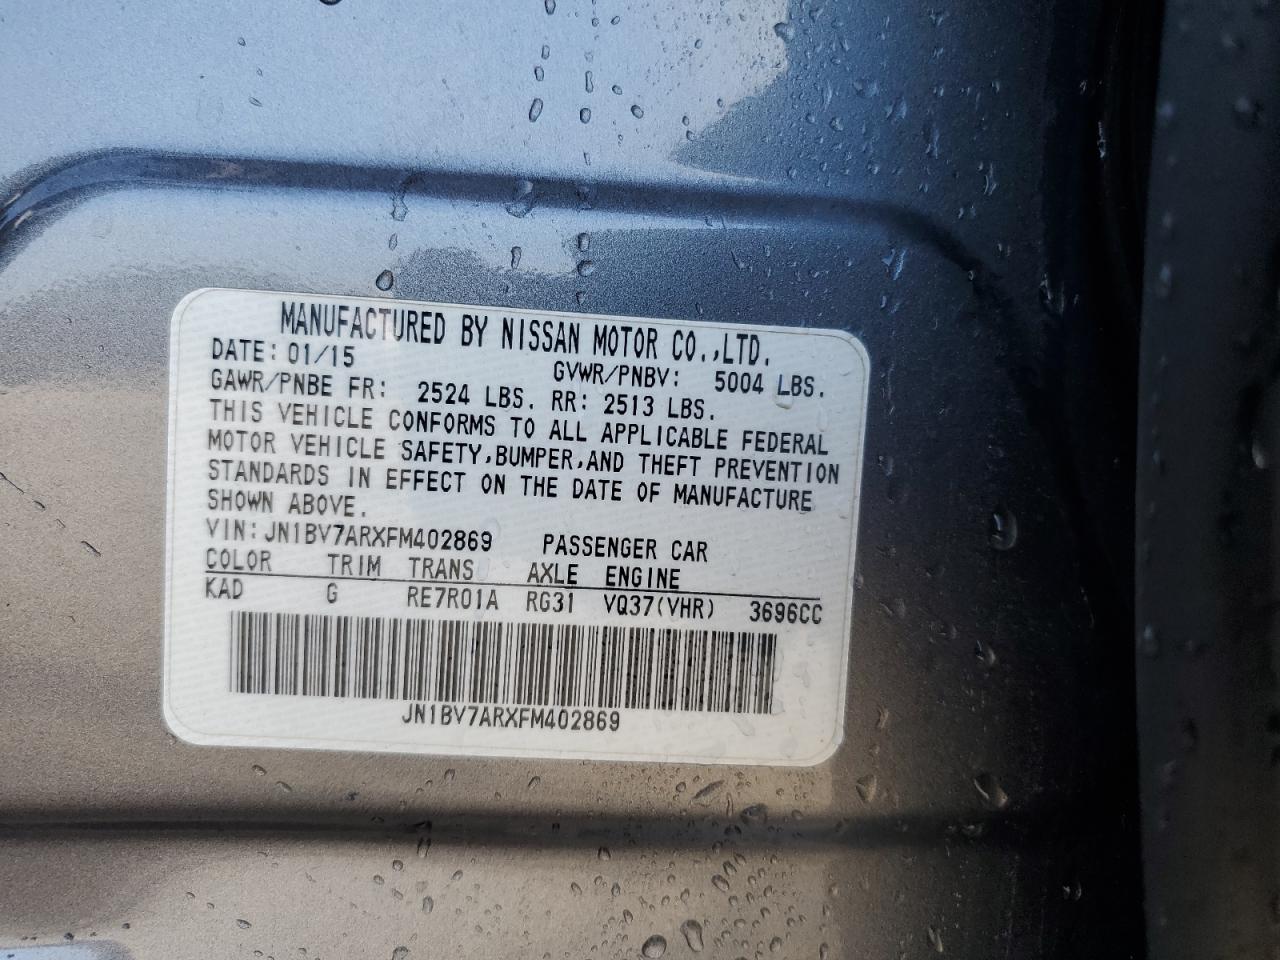 MANUFACTURED BY NISSAN MOTOR CO.,LTD.
DATE: 01/15 GVWR/PNBV: 5004 LBS.
GAWR/PNBE FR: 2524 LBS. RR: 2513 LBS.
THIS VEHICLE CONFORMS TO ALL APPLICABLE FEDERAL
MOTOR VEHICLE SAFETY,BUMPER,AND THEFT PREVENTION
STANDARDS IN EFFECT ON THE DATE OF MANUFACTURE
SHOWN ABOVE.
VIN:JN1BV7ARXFM402869 PASSENGER CAR
COLOR TRIM TRANS AXLE ENGINE
KAD G RE7R01A RG31 VQ37(VHR) 3696CC
JN1BV7ARXFM402869